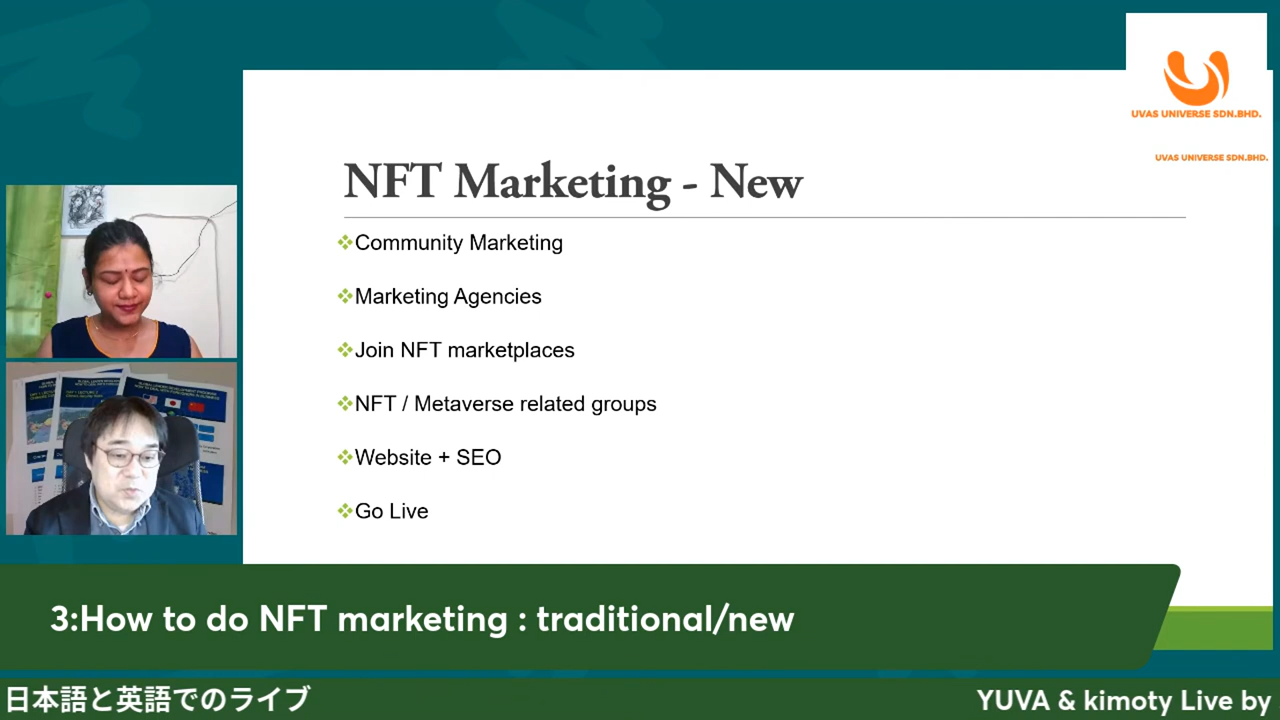 UVAS UNIVERSE SDN.BHD.
UVAS UNIVERSE SDN.BHD.
NFT Marketing - New
❖Community Marketing
❖Marketing Agencies
❖Join NFT marketplaces
❖NFT / Metaverse related groups
❖Website + SEO
❖Go Live
3:How to do NFT marketing : traditional/new
日本語と英語でのライブ
YUVA & kimoty Live by